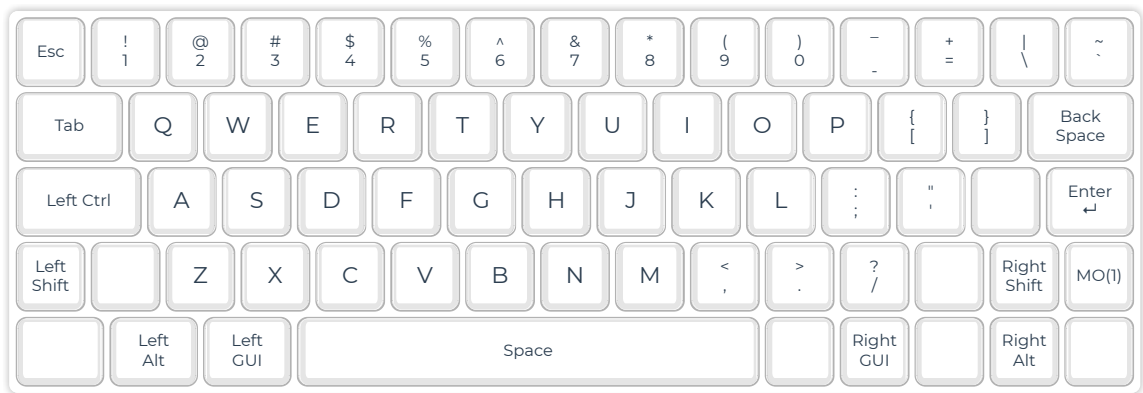 Esc ! @ # $ % ^ & * ( ) _ + | ~
1 2 3 4 5 6 7 8 9 0 - = \ `
Tab Q W E R T Y U I O P { } Back
[ ] Space
Left Ctrl A S D F G H J K L : " Enter
; ' ↵
Left Z X C V B N M < > ? Right MO(1)
Shift , . / Shift
Left Left Space Right Right
Alt GUI GUI Alt